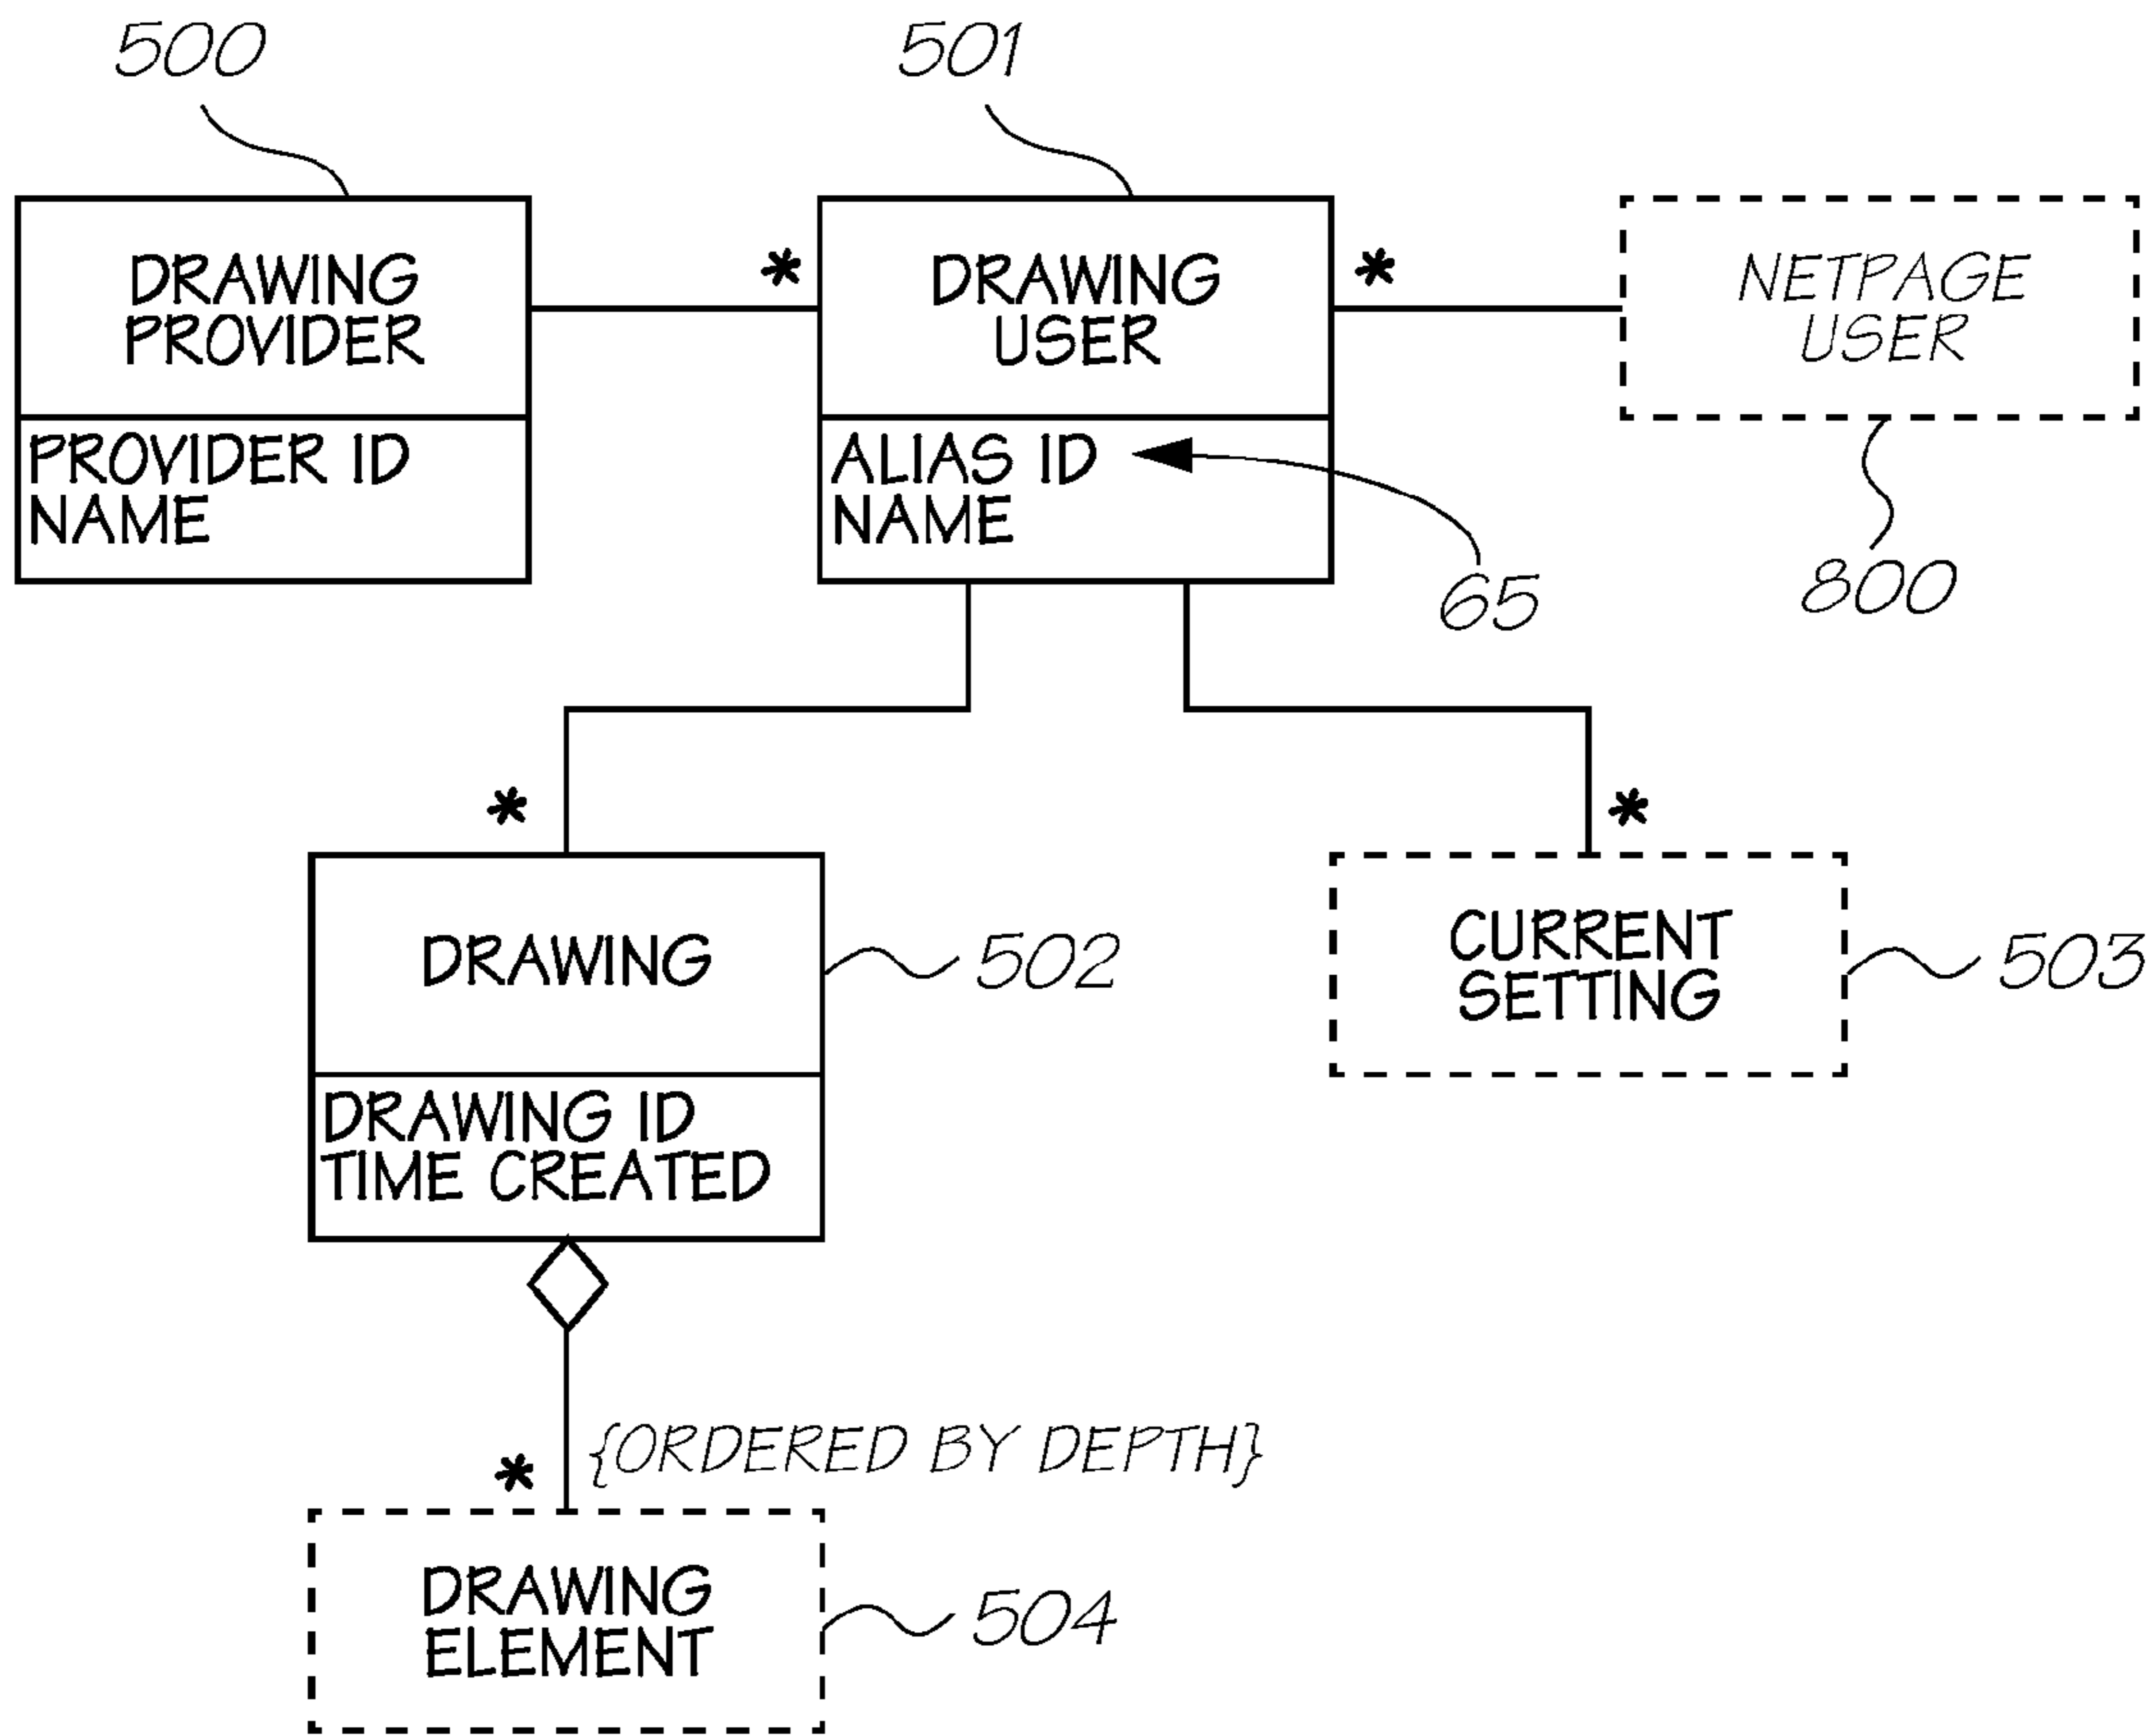 500
501
DRAWING
PROVIDER
PROVIDER ID
NAME
*
DRAWING
USER
ALIAS ID
NAME
*
NETPAGE
USER
65
800
*
DRAWING
DRAWING ID
TIME CREATED
502
*
CURRENT
SETTING
503
{ORDERED BY DEPTH}
*
DRAWING
ELEMENT
504